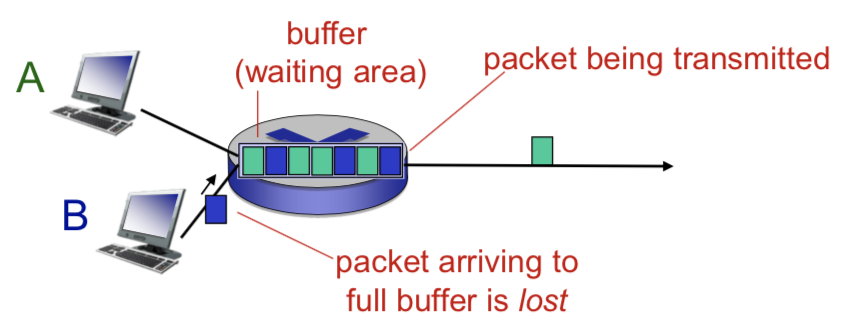 buffer
(waiting area)
packet being transmitted
A
B
packet arriving to
full buffer is lost